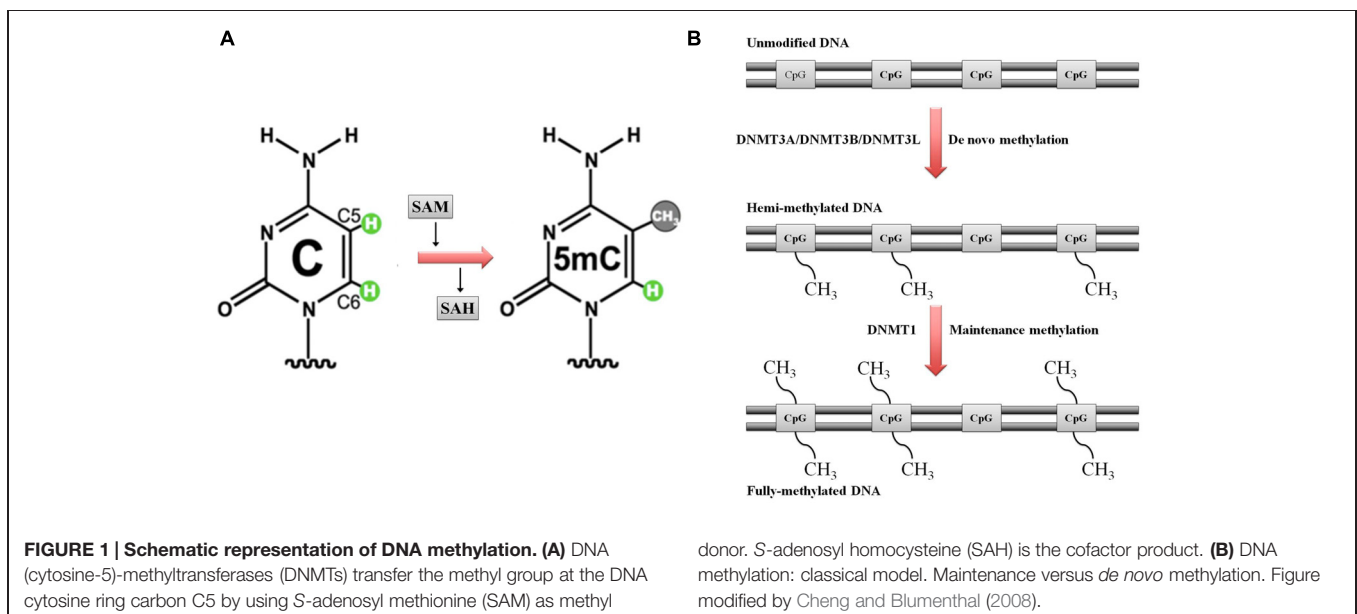 A
H H
N
N
C5
H
C
C6
H
O
N
SAM
SAH
H H
N
N
CH3
5mC
H
O
N
B
Unmodified DNA
CpG CpG CpG CpG
DNMT3A/DNMT3B/DNMT3L De novo methylation
Hemi-methylated DNA
CpG CpG CpG CpG
CH3 CH3 CH3
DNMT1 Maintenance methylation
CH3 CH3 CH3
CpG CpG CpG CpG
CH3 CH3 CH3
Fully-methylated DNA
FIGURE 1 | Schematic representation of DNA methylation. (A) DNA
(cytosine-5)-methyltransferases (DNMTs) transfer the methyl group at the DNA
cytosine ring carbon C5 by using S-adenosyl methionine (SAM) as methyl
donor. S-adenosyl homocysteine (SAH) is the cofactor product. (B) DNA
methylation: classical model. Maintenance versus de novo methylation. Figure
modified by Cheng and Blumenthal (2008).